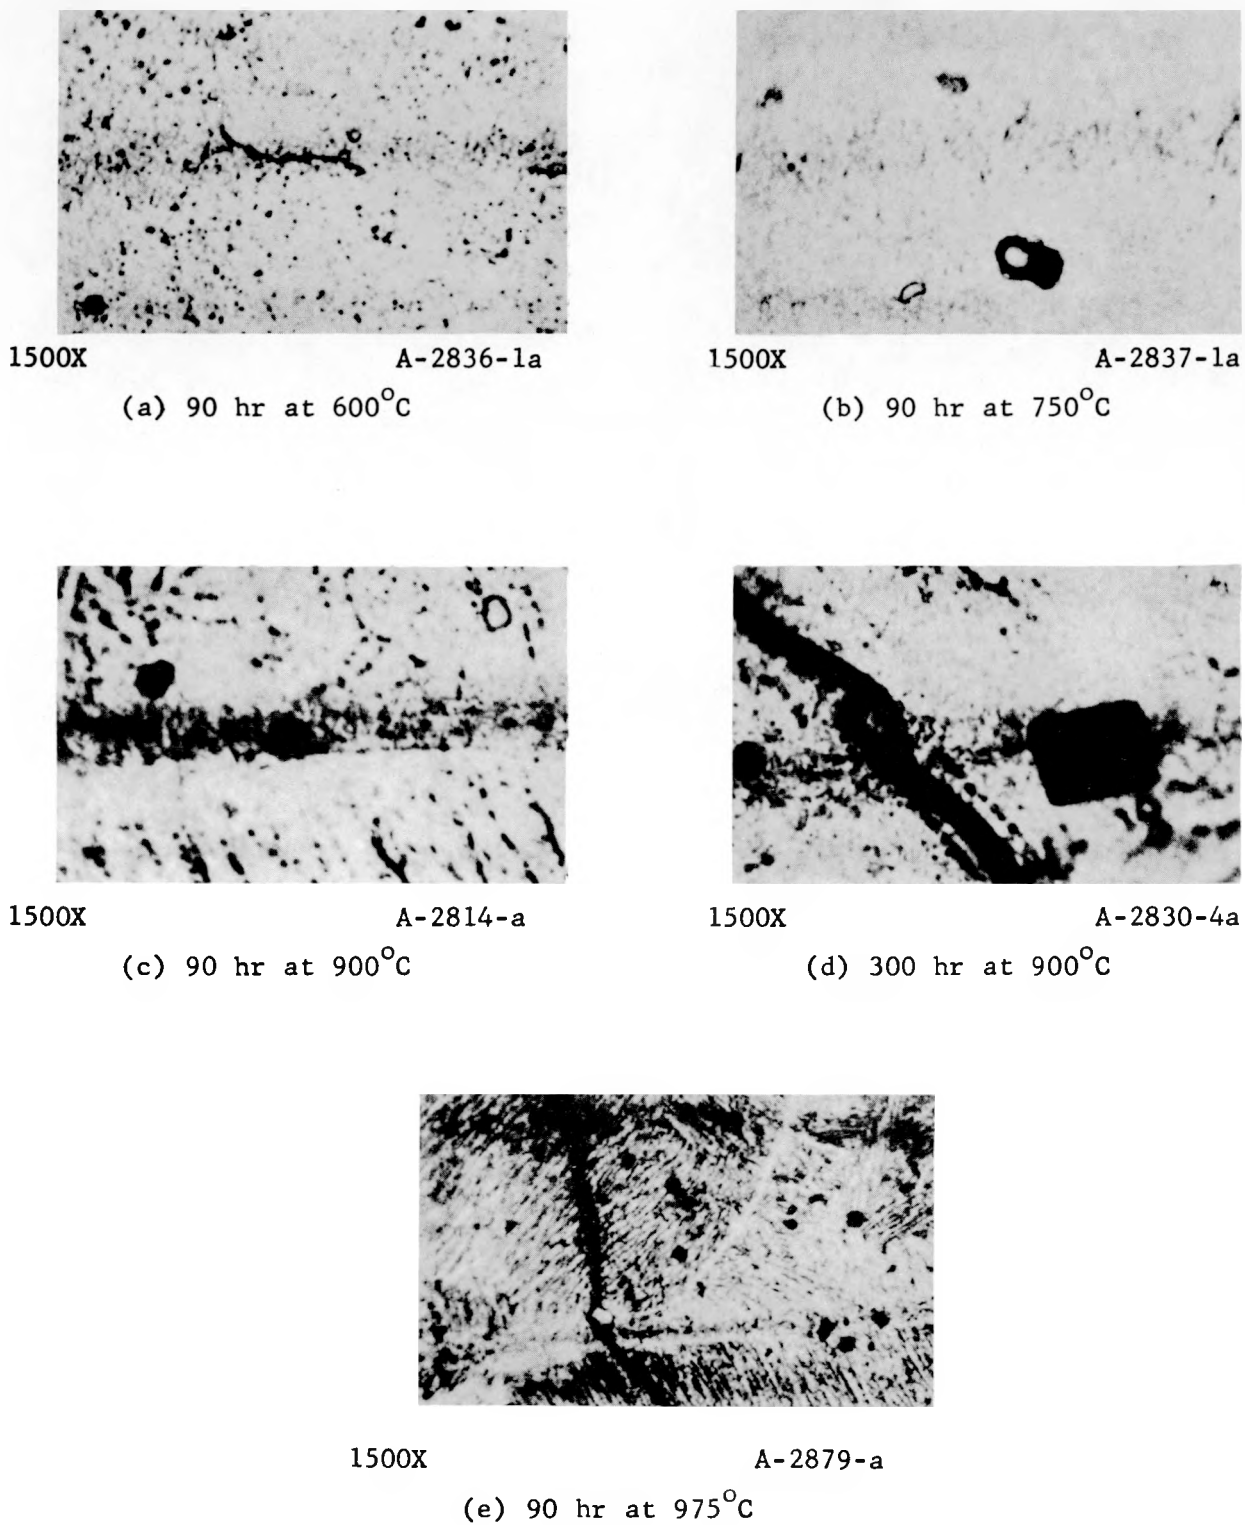 1500X A-2836-1a
(a) 90 hr at 600°C
1500X A-2837-1a
(b) 90 hr at 750°C
1500X A-2814-a
(c) 90 hr at 900°C
1500X A-2830-4a
(d) 300 hr at 900°C
1500X A-2879-a
(e) 90 hr at 975°C